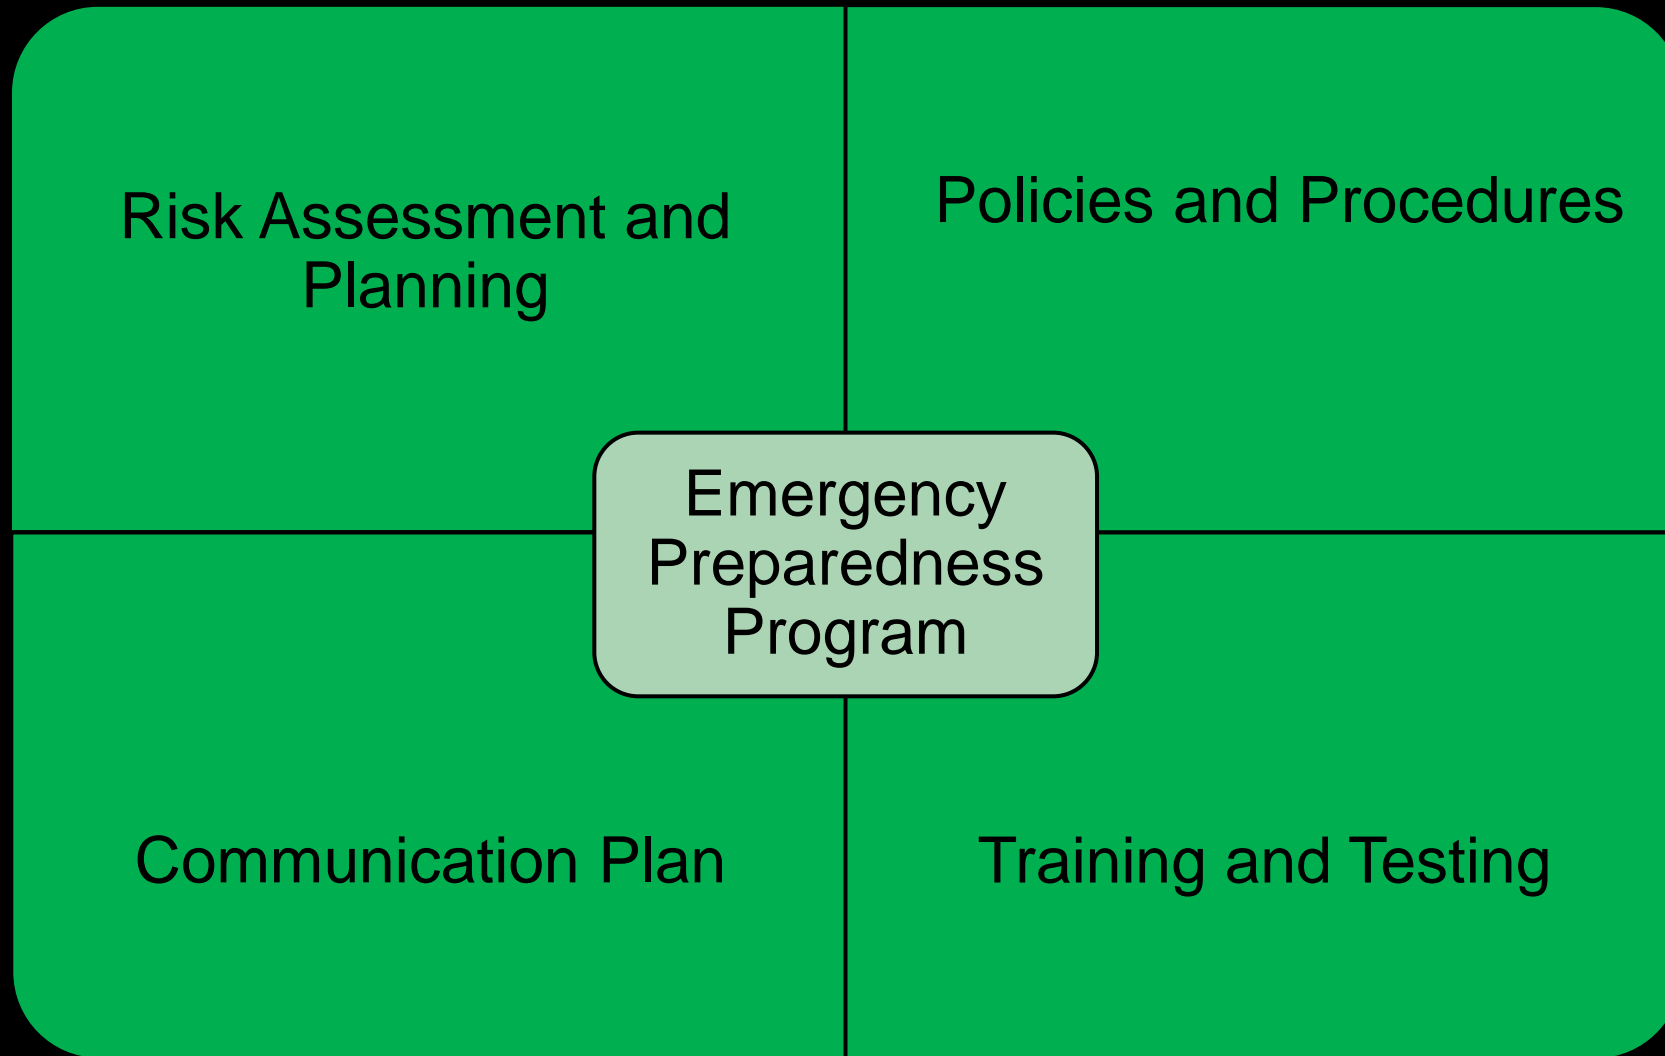 Risk Assessment and
Planning
Policies and Procedures
Emergency
Preparedness
Program
Communication Plan
Training and Testing